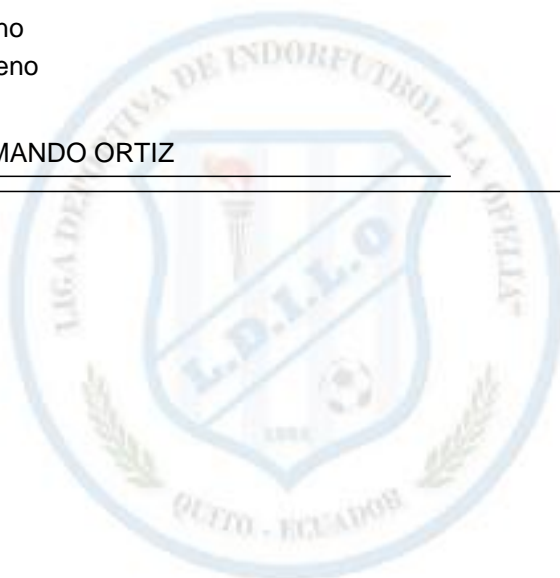 no
eno
MANDO ORTIZ
LIGA DEPORTIVA DE INDORFUTBOL "LA OFELIA"
L.D.I.L.O
QUITO - ECUADOR